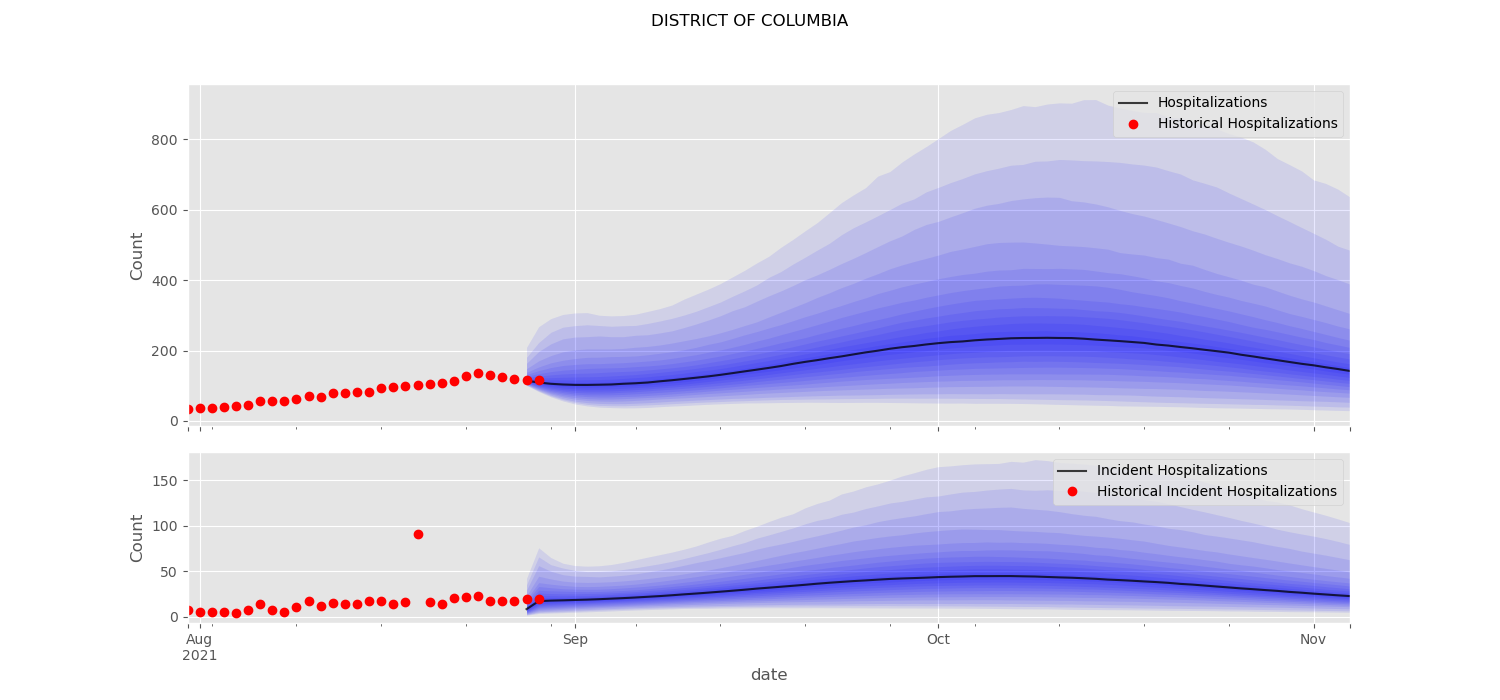 DISTRICT OF COLUMBIA
Hospitalizations
Historical Hospitalizations
800
600
400
200
0
Count
Incident Hospitalizations
Historical Incident Hospitalizations
150
100
50
0
Count
Aug
2021
Sep
Oct
Nov
date